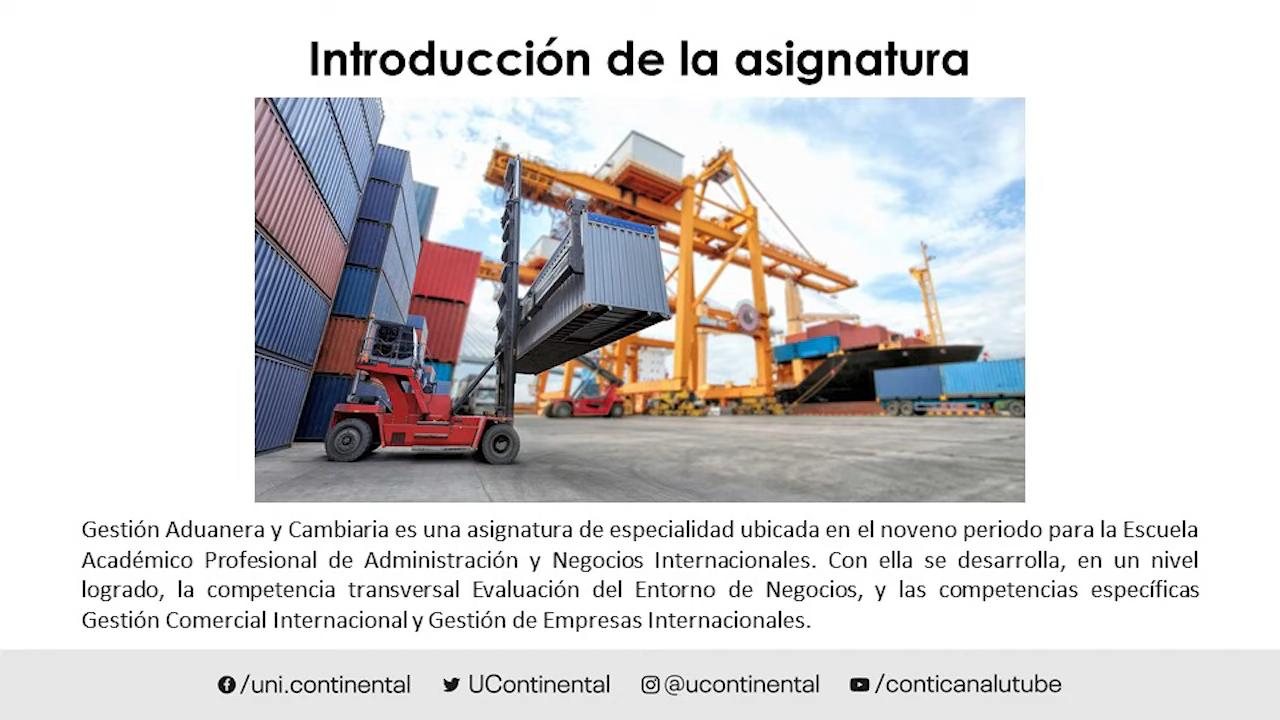 Introducción de la asignatura
Gestión Aduanera y Cambiaria es una asignatura de especialidad ubicada en el noveno periodo para la Escuela
Académico Profesional de Administración y Negocios Internacionales. Con ella se desarrolla, en un nivel
logrado, la competencia transversal Evaluación del Entorno de Negocios, y las competencias específicas
Gestión Comercial Internacional y Gestión de Empresas Internacionales.
/uni.continental UContinental @ucontinental /conticanalutube